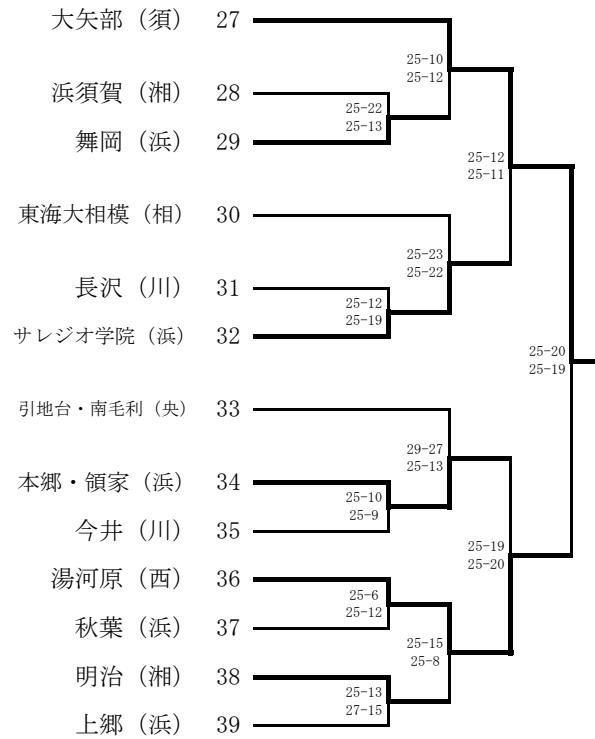 大矢部（須） 27
25-10
25-12
浜須賀（湘） 28
25-22
25-13
舞岡（浜） 29
25-12
25-11
東海大相模（相） 30
25-23
25-22
長沢（川） 31
25-12
25-19
サレジオ学院（浜） 32
25-20
25-19
引地台・南毛利（央） 33
29-27
25-13
本郷・領家（浜） 34
25-10
25-9
今井（川） 35
25-19
25-20
湯河原（西） 36
25-6
25-12
秋葉（浜） 37
25-15
25-8
明治（湘） 38
25-13
27-15
上郷（浜） 39